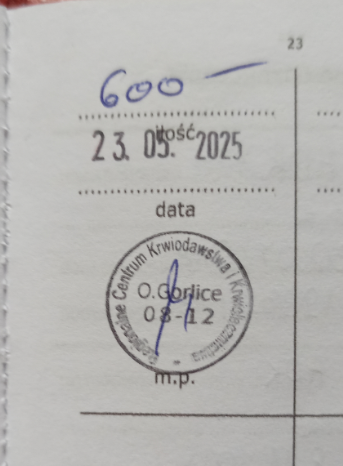 23
600 —
ilość
23. 05. 2025
data
Regionalne Centrum Krwiodawstwa i Krwiolecznictwa
O.Gorlice
08-12
m.p.